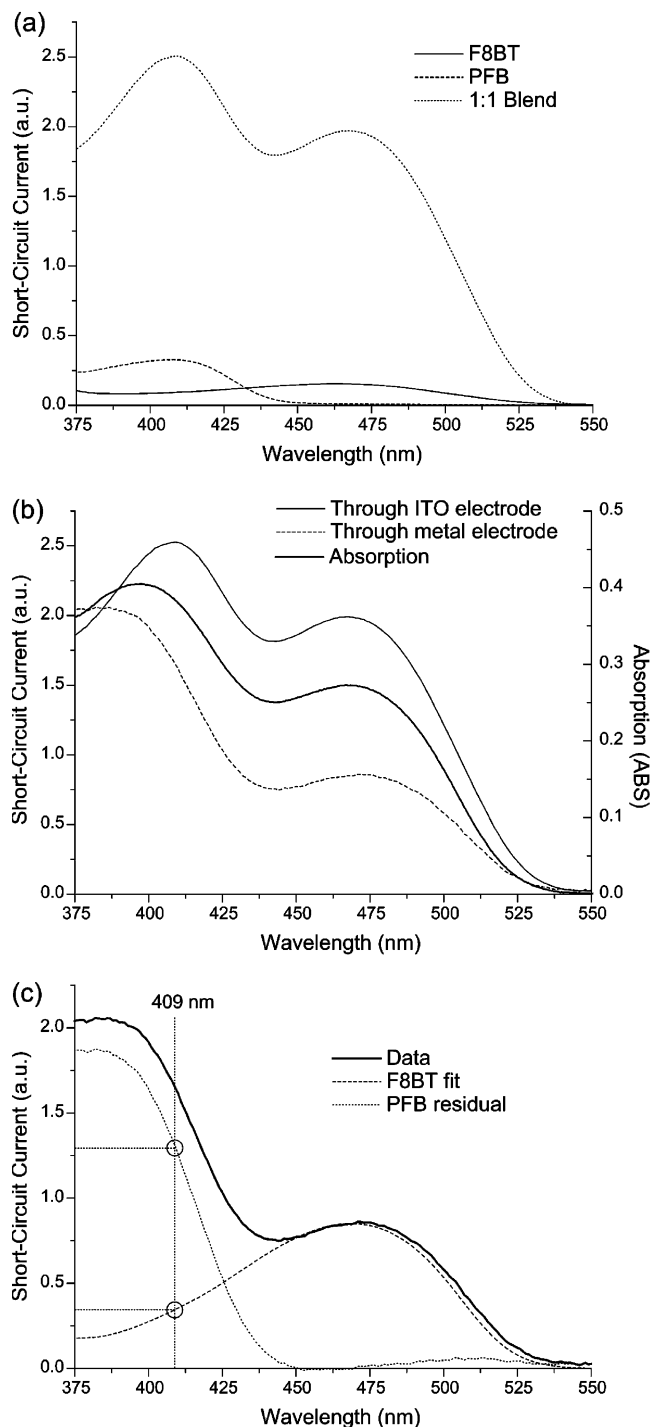 (a)
F8BT
PFB
1:1 Blend
Short-Circuit Current (a.u.)
2.5
2.0
1.5
1.0
0.5
0.0
375 400 425 450 475 500 525 550
Wavelength (nm)
(b)
Through ITO electrode
Through metal electrode
Absorption
Short-Circuit Current (a.u.)
2.5
2.0
1.5
1.0
0.5
0.0
0.5
0.4
0.3
0.2
0.1
0.0
Absorption (ABS)
375 400 425 450 475 500 525 550
Wavelength (nm)
(c)
409 nm
Data
F8BT fit
PFB residual
Short-Circuit Current (a.u.)
2.0
1.5
1.0
0.5
0.0
375 400 425 450 475 500 525 550
Wavelength (nm)